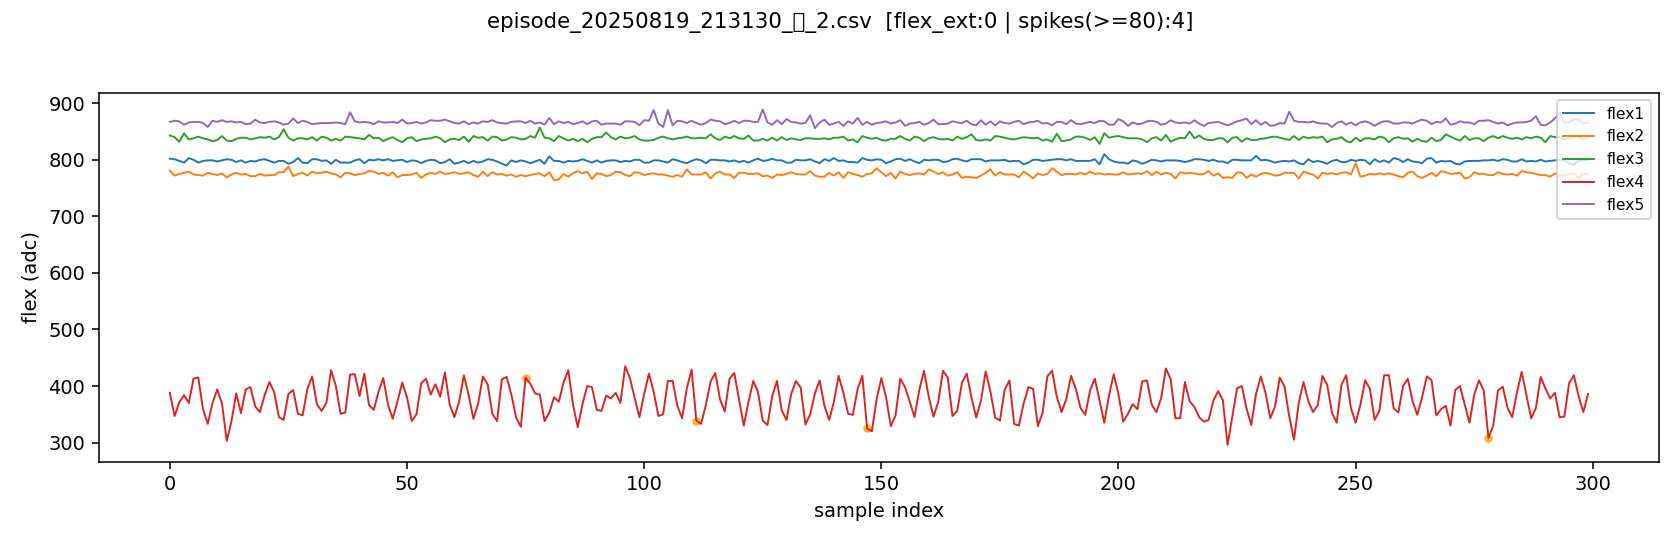 episode_20250819_213130_▯_2.csv [flex_ext:0 | spikes(>=80):4]
900
800
700
600
500
400
300
flex (adc)
0
50
100
150
200
250
300
sample index
flex1
flex2
flex3
flex4
flex5